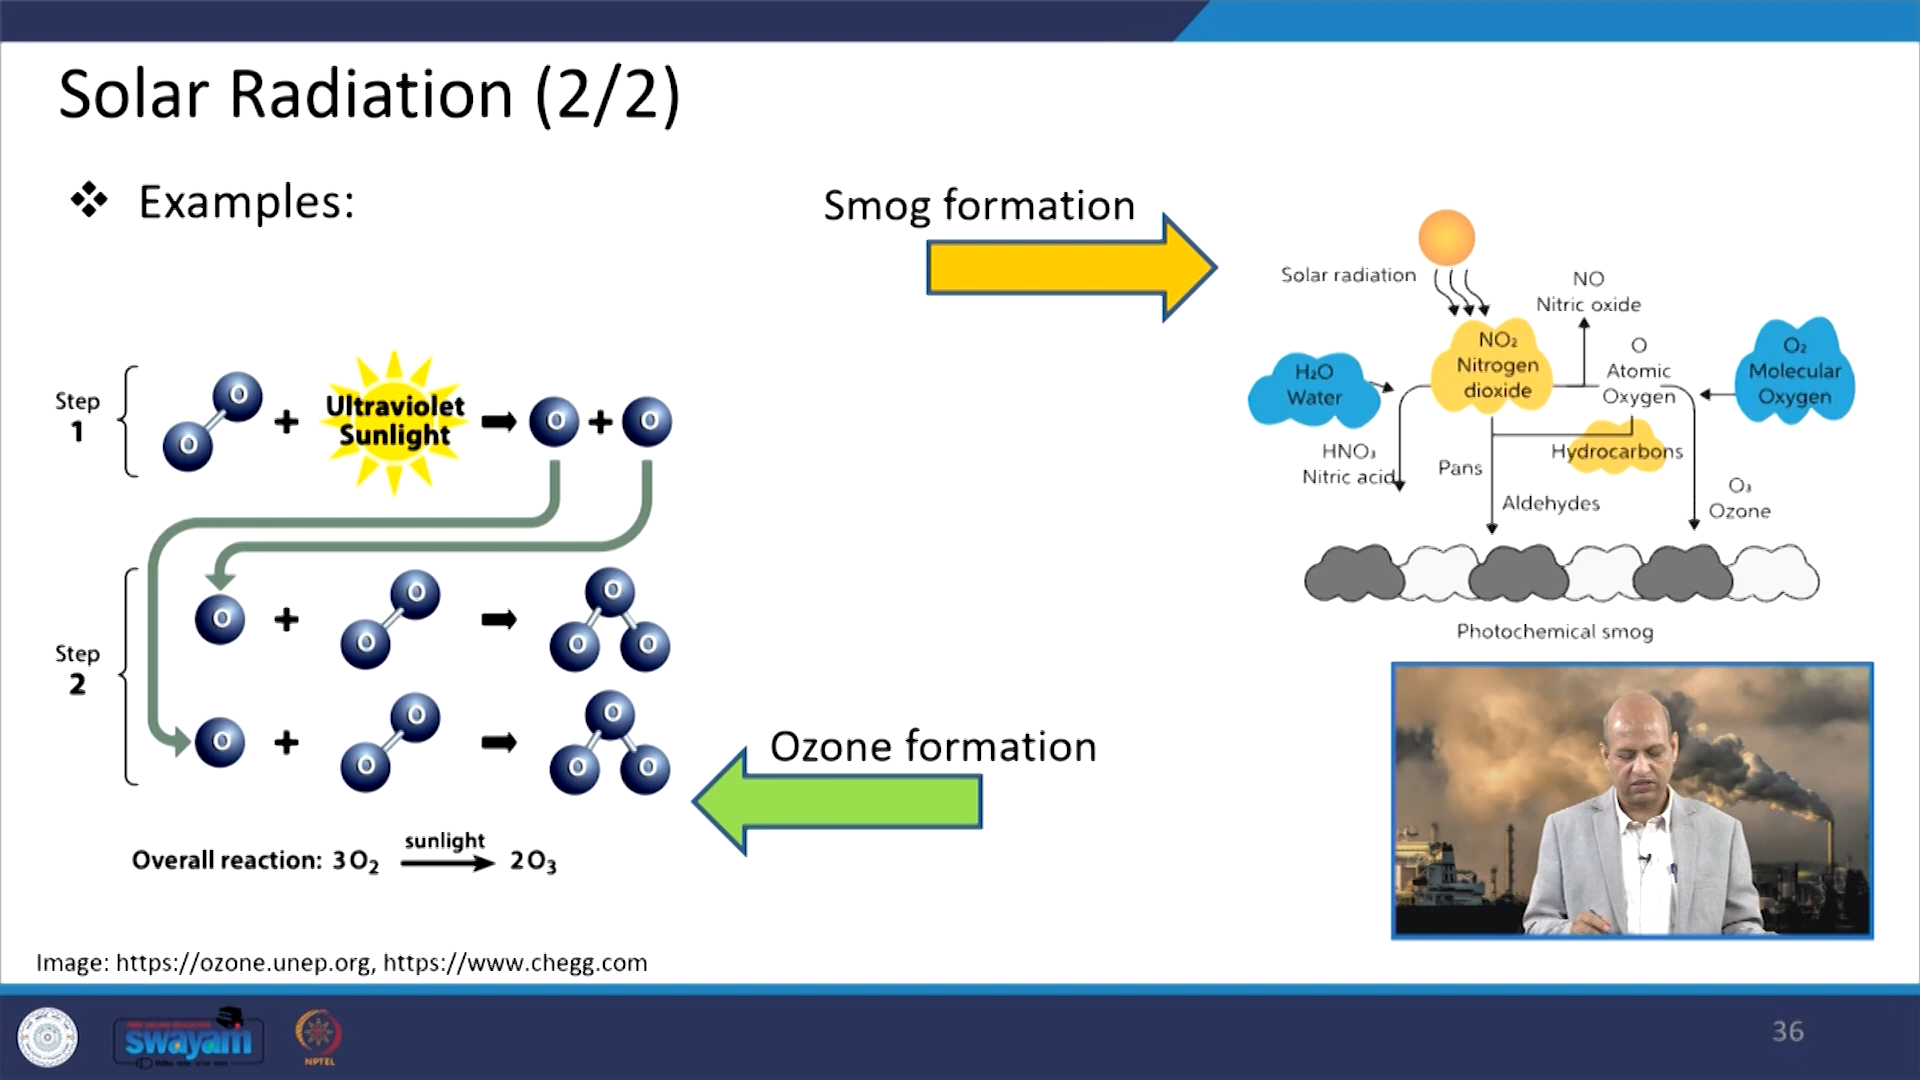 Solar Radiation (2/2)
❖ Examples:
Smog formation
Solar radiation
NO
Nitric oxide
NO₂
Nitrogen
dioxide
O
Atomic
Oxygen
O₂
Molecular
Oxygen
H₂O
Water
HNO₃
Nitric acid
Pans
Hydrocarbons
Aldehydes
O₃
Ozone
Photochemical smog
Step
1
O
O
+
Ultraviolet
Sunlight
O + O
Step
2
O + O O O O O
O + O O O O O
Ozone formation
Overall reaction: 3O₂ sunlight 2O₃
Image: https://ozone.unep.org, https://www.chegg.com
swayam
NPTEL
36